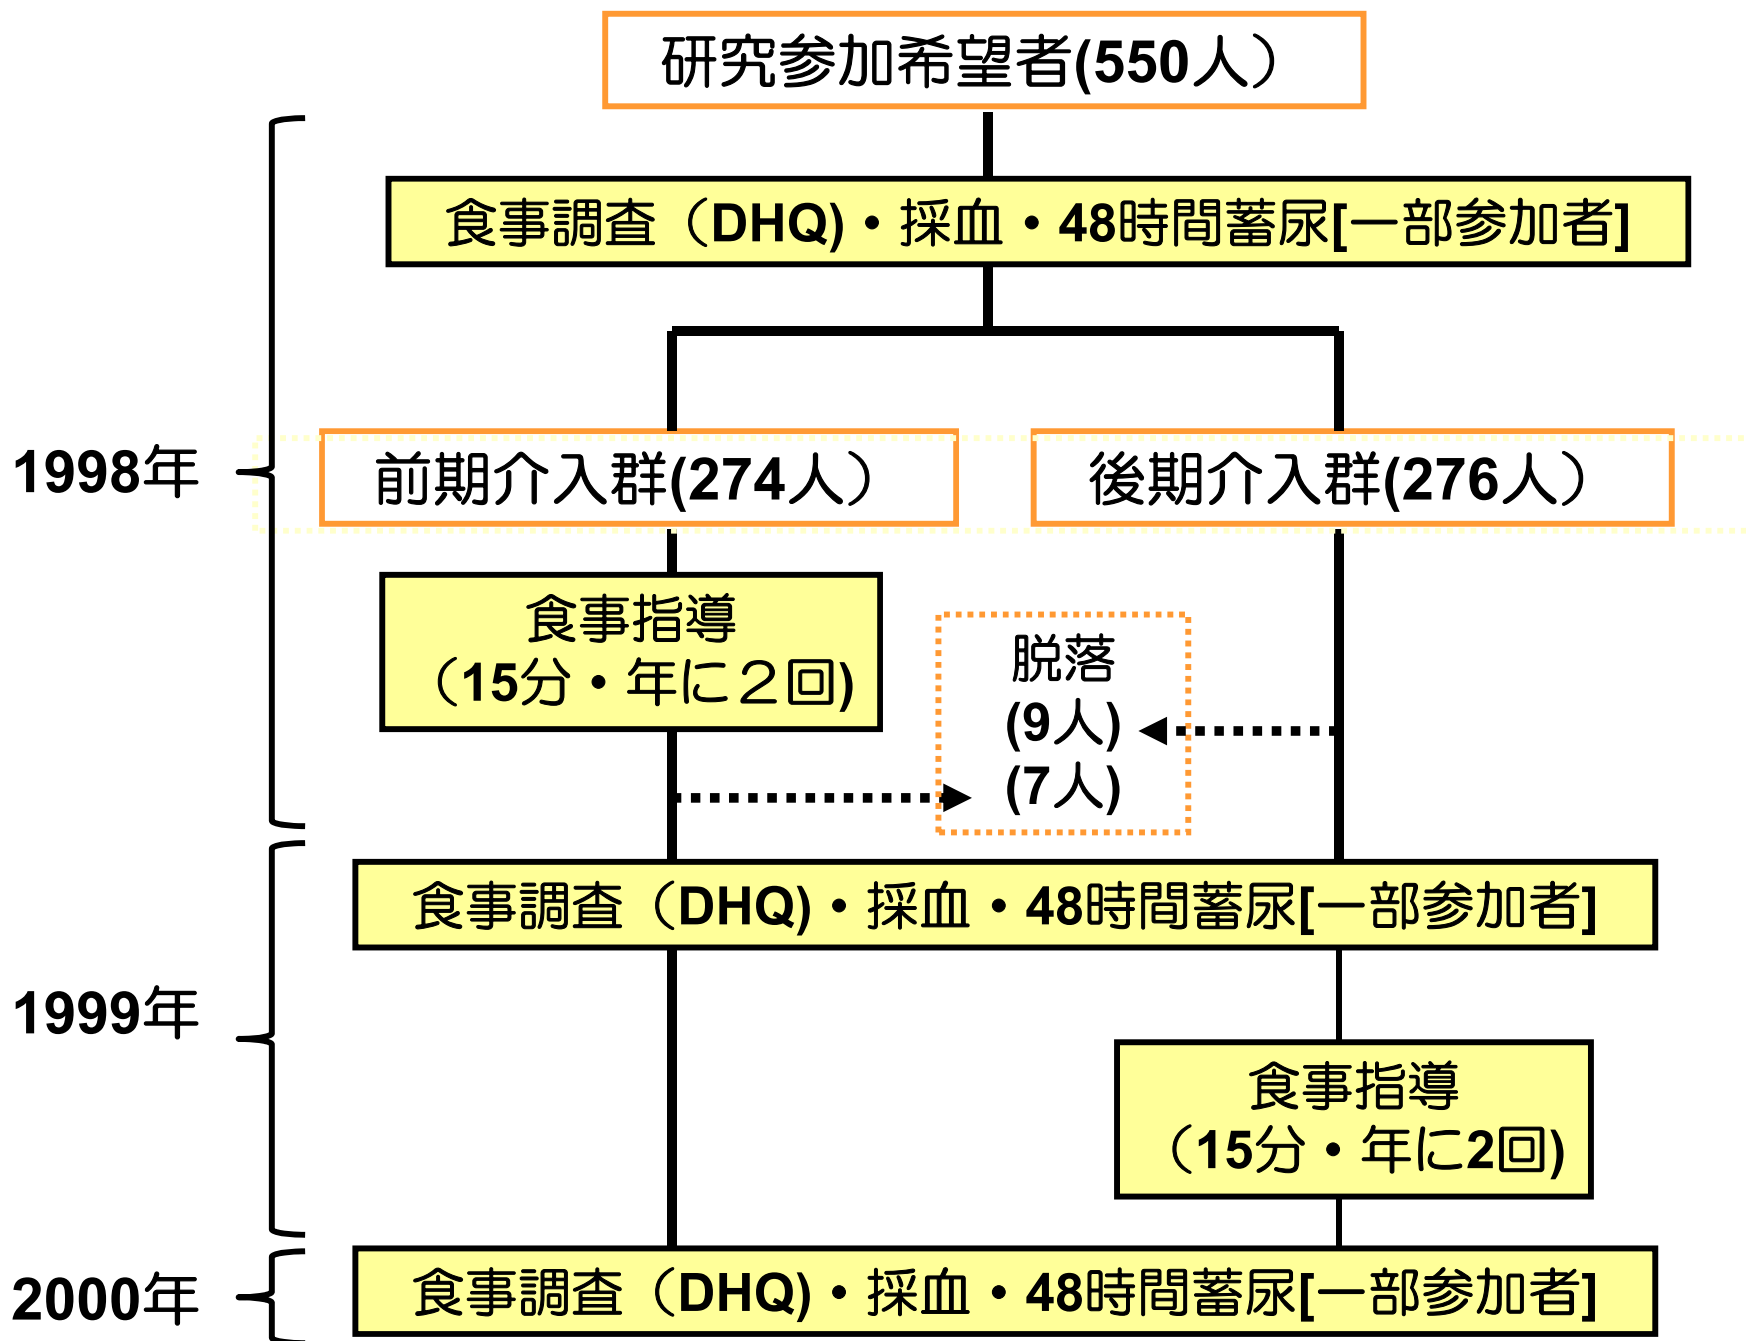 研究参加希望者(550人）
食事調査（DHQ)・採血・48時間蓄尿[一部参加者]
1998年
前期介入群(274人）
後期介入群(276人）
食事指導
（15分・年に２回)
脱落
(9人)
(7人)
食事調査（DHQ)・採血・48時間蓄尿[一部参加者]
1999年
食事指導
（15分・年に2回)
2000年
食事調査（DHQ)・採血・48時間蓄尿[一部参加者]